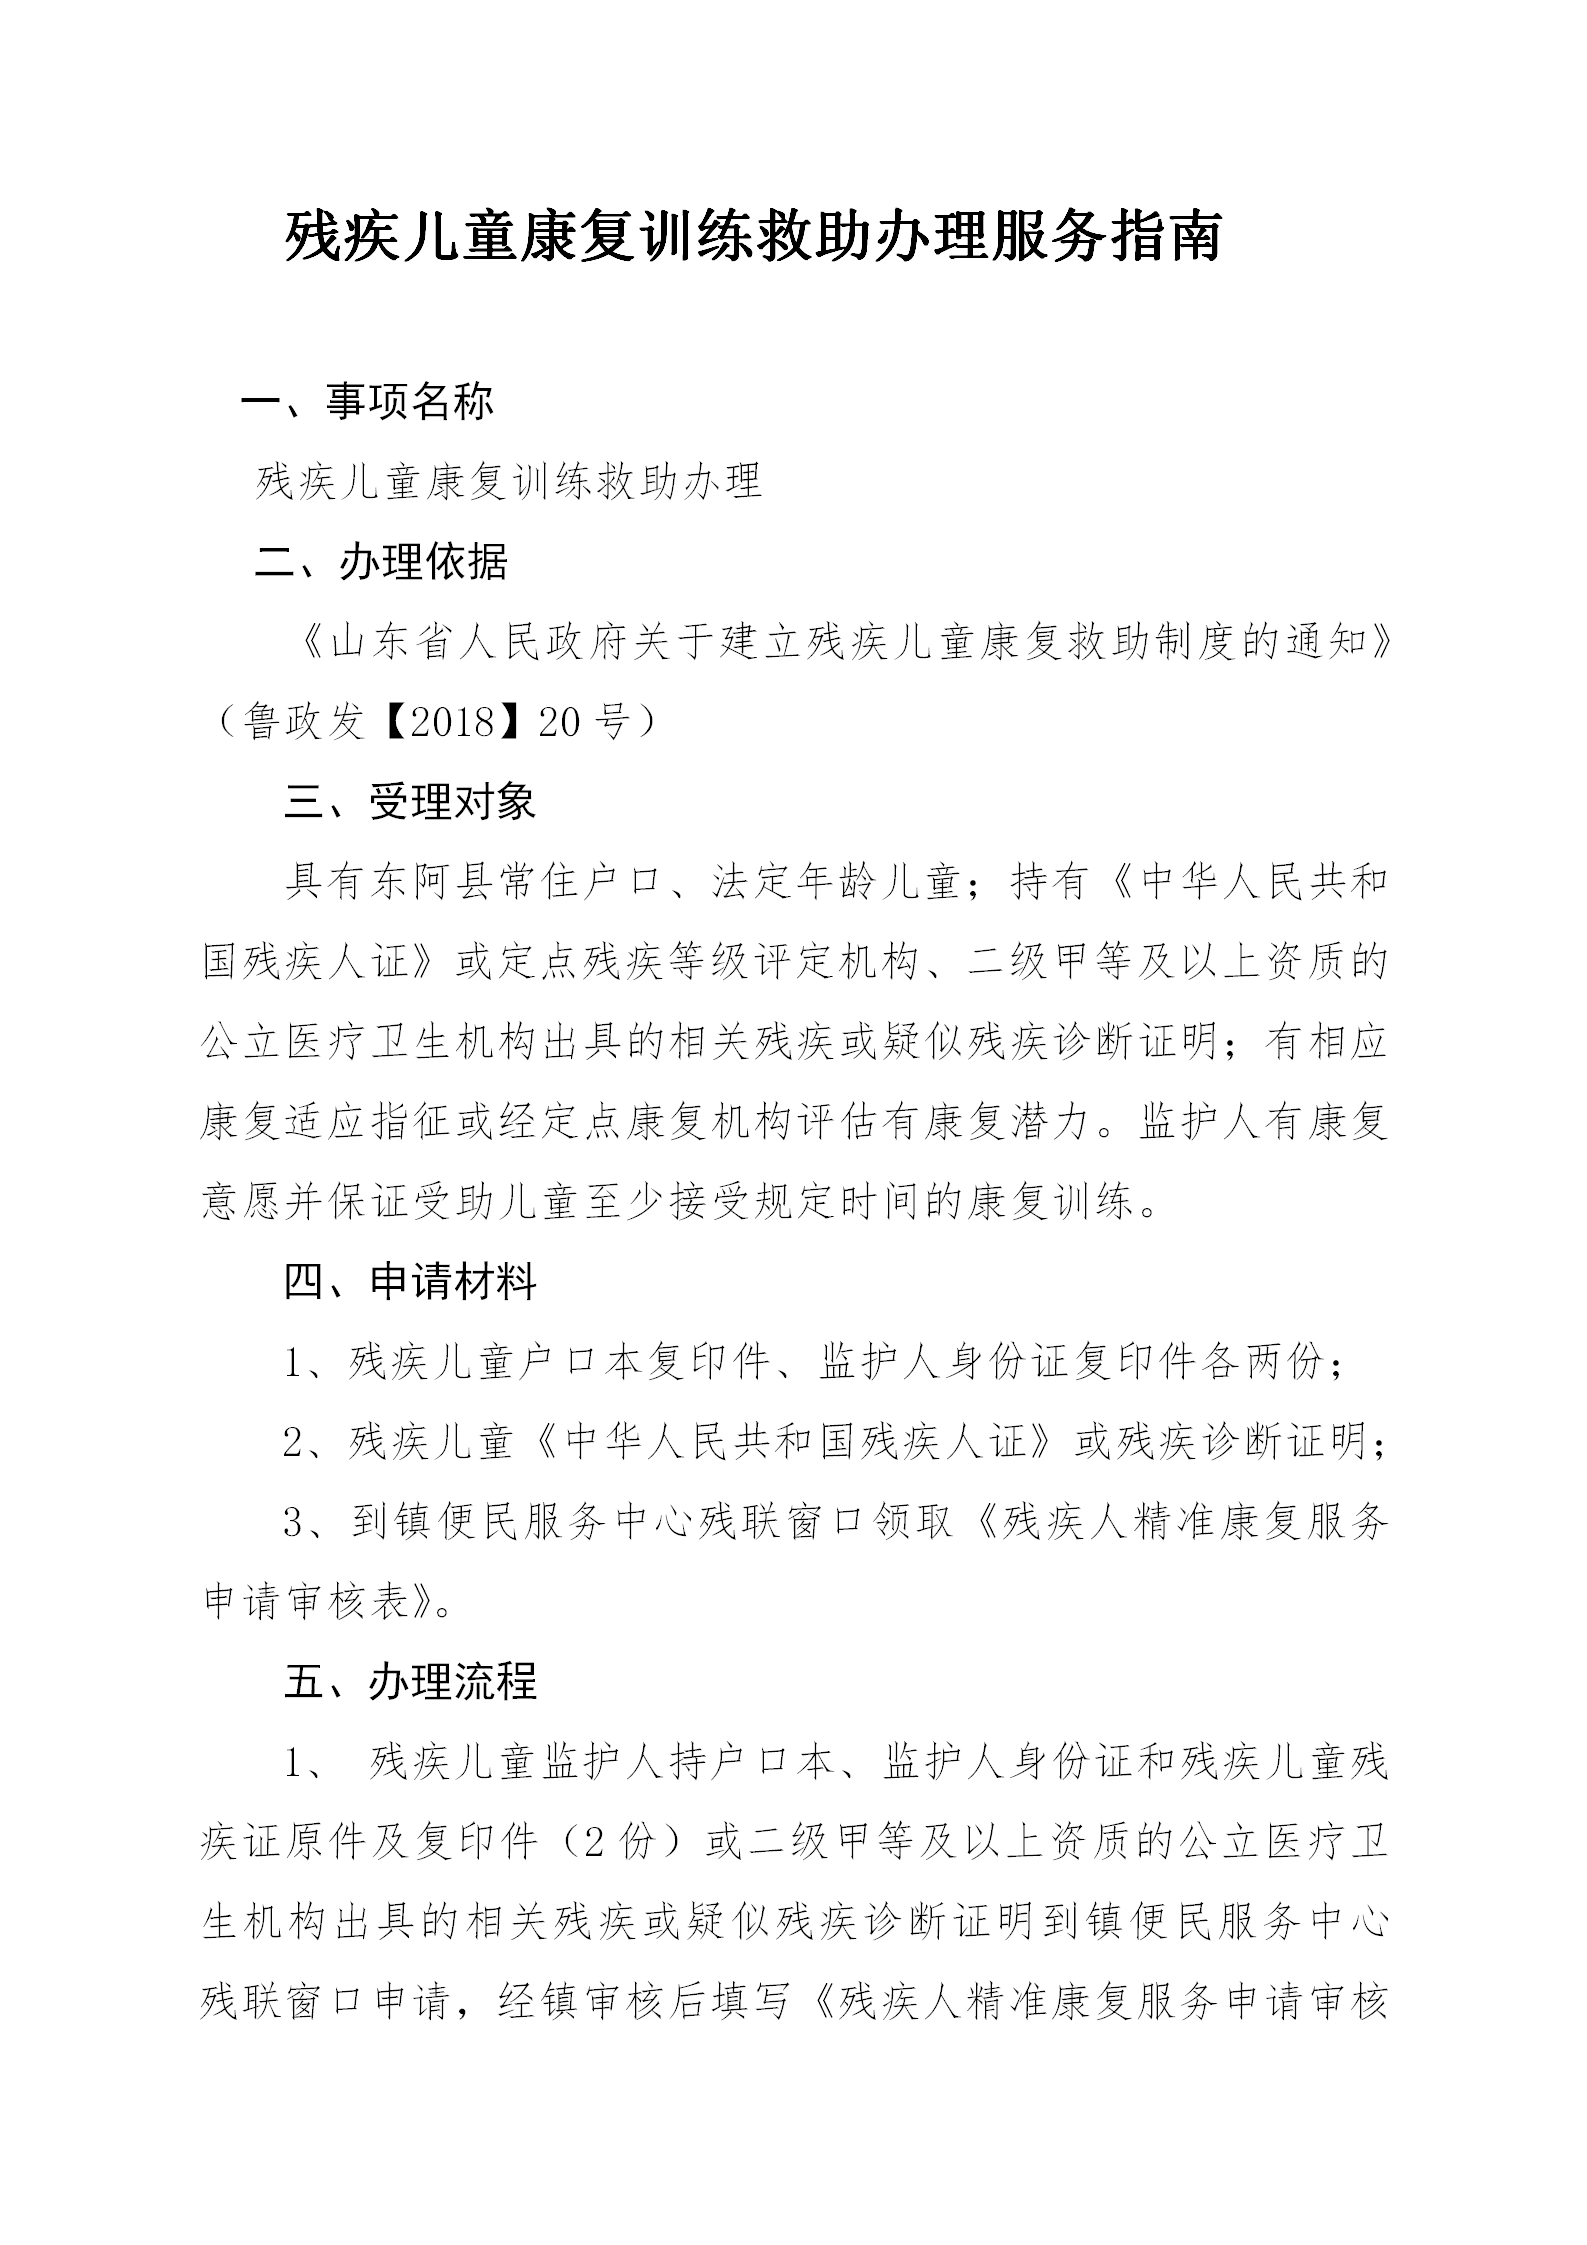 残疾儿童康复训练救助办理服务指南
一、事项名称
残疾儿童康复训练救助办理
二、办理依据
《山东省人民政府关于建立残疾儿童康复救助制度的通知》
（鲁政发【2018】20 号）
三、受理对象
具有东阿县常住户口、法定年龄儿童；持有《中华人民共和
国残疾人证》或定点残疾等级评定机构、二级甲等及以上资质的
公立医疗卫生机构出具的相关残疾或疑似残疾诊断证明；有相应
康复适应指征或经定点康复机构评估有康复潜力。监护人有康复
意愿并保证受助儿童至少接受规定时间的康复训练。
四、申请材料
1、残疾儿童户口本复印件、监护人身份证复印件各两份；
2、残疾儿童《中华人民共和国残疾人证》或残疾诊断证明；
3、到镇便民服务中心残联窗口领取《残疾人精准康复服务
申请审核表》。
五、办理流程
1、 残疾儿童监护人持户口本、监护人身份证和残疾儿童残
疾证原件及复印件（2 份）或二级甲等及以上资质的公立医疗卫
生机构出具的相关残疾或疑似残疾诊断证明到镇便民服务中心
残联窗口申请，经镇审核后填写《残疾人精准康复服务申请审核